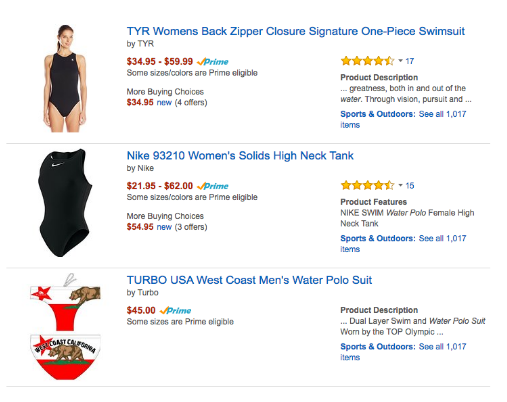 TYR Womens Back Zipper Closure Signature One-Piece Swimsuit
by TYR
$34.95 - $59.99 Prime
Some sizes/colors are Prime eligible
More Buying Choices
$34.95 new (4 offers)
17
Product Description
... greatness, both in and out of the
water. Through vision, pursuit and ...
Sports & Outdoors: See all 1,017
items
Nike 93210 Women's Solids High Neck Tank
by Nike
$21.95 - $62.00 Prime
Some sizes/colors are Prime eligible
More Buying Choices
$54.95 new (3 offers)
15
Product Features
NIKE SWIM Water Polo Female High
Neck Tank
Sports & Outdoors: See all 1,017
items
TURBO USA West Coast Men's Water Polo Suit
by Turbo
$45.00 Prime
Some sizes are Prime eligible
Product Description
... Dual Layer Swim and Water Polo Suit
Worn by the TOP Olympic ...
Sports & Outdoors: See all 1,017
items
WEST COAST CALIFORNIA